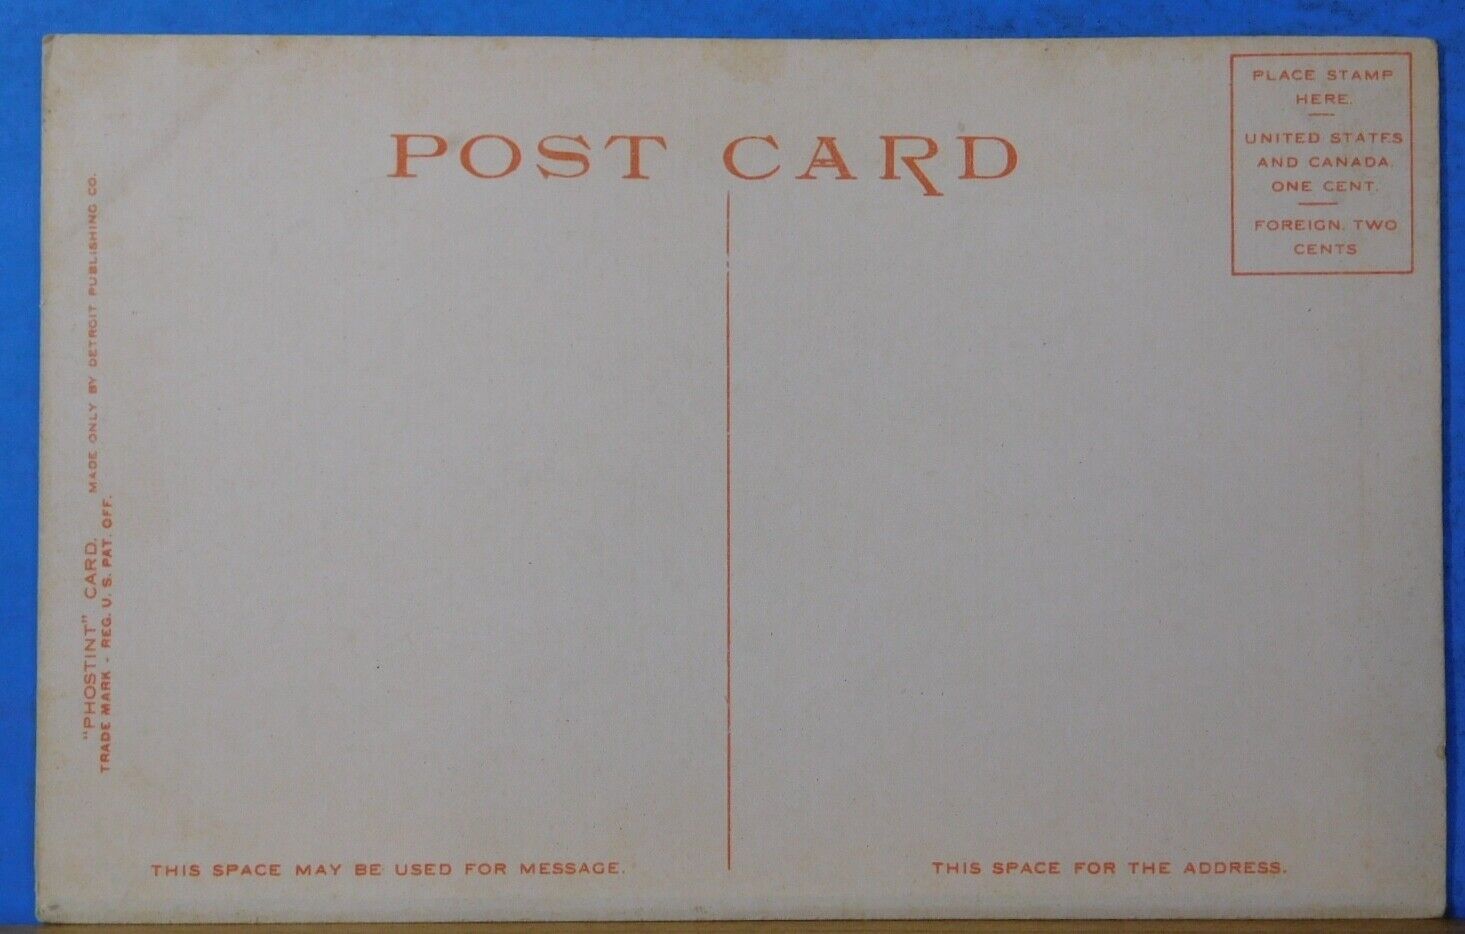 POST CARD
PLACE STAMP
HERE.
UNITED STATES
AND CANADA.
ONE CENT.
FOREIGN. TWO
CENTS
"PHOSTINT" CARD. MADE ONLY BY DETROIT PUBLISHING CO.
TRADE MARK - REG. U. S. PAT. OFF.
THIS SPACE MAY BE USED FOR MESSAGE.
THIS SPACE FOR THE ADDRESS.